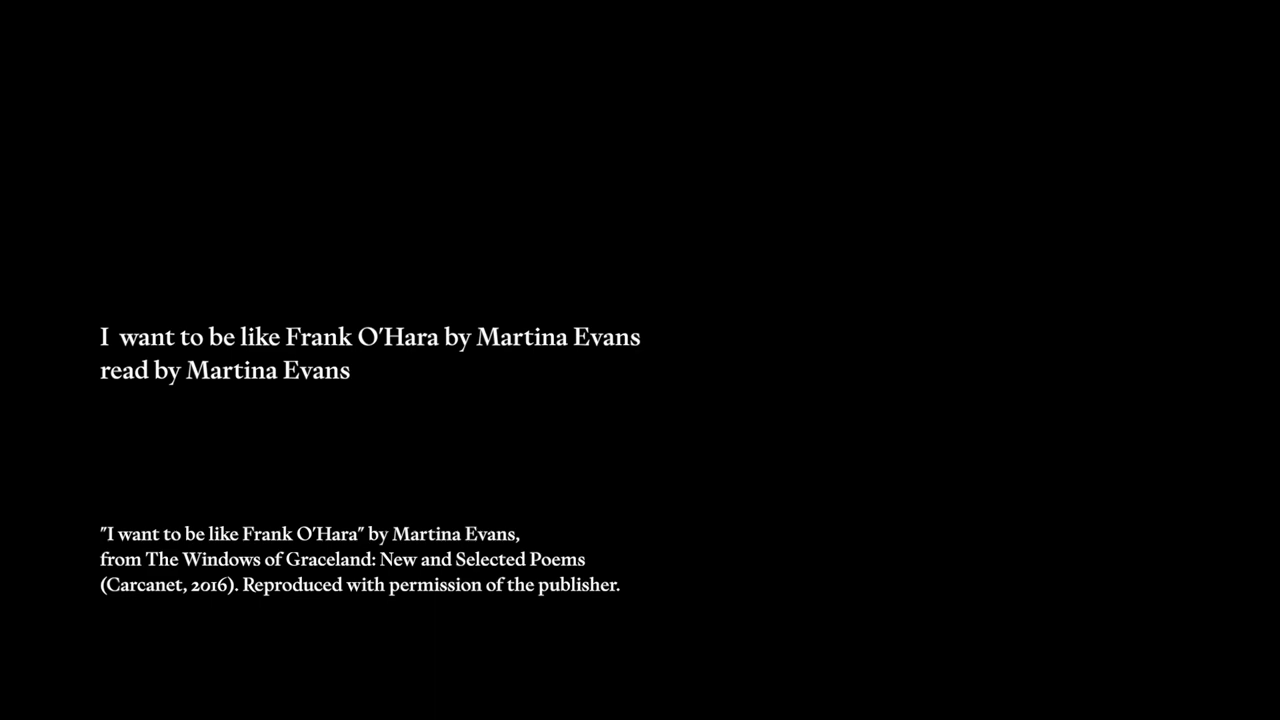 I  want to be like Frank O'Hara by Martina Evans
read by Martina Evans
"I want to be like Frank O'Hara" by Martina Evans,
from The Windows of Graceland: New and Selected Poems
(Carcanet, 2016). Reproduced with permission of the publisher.